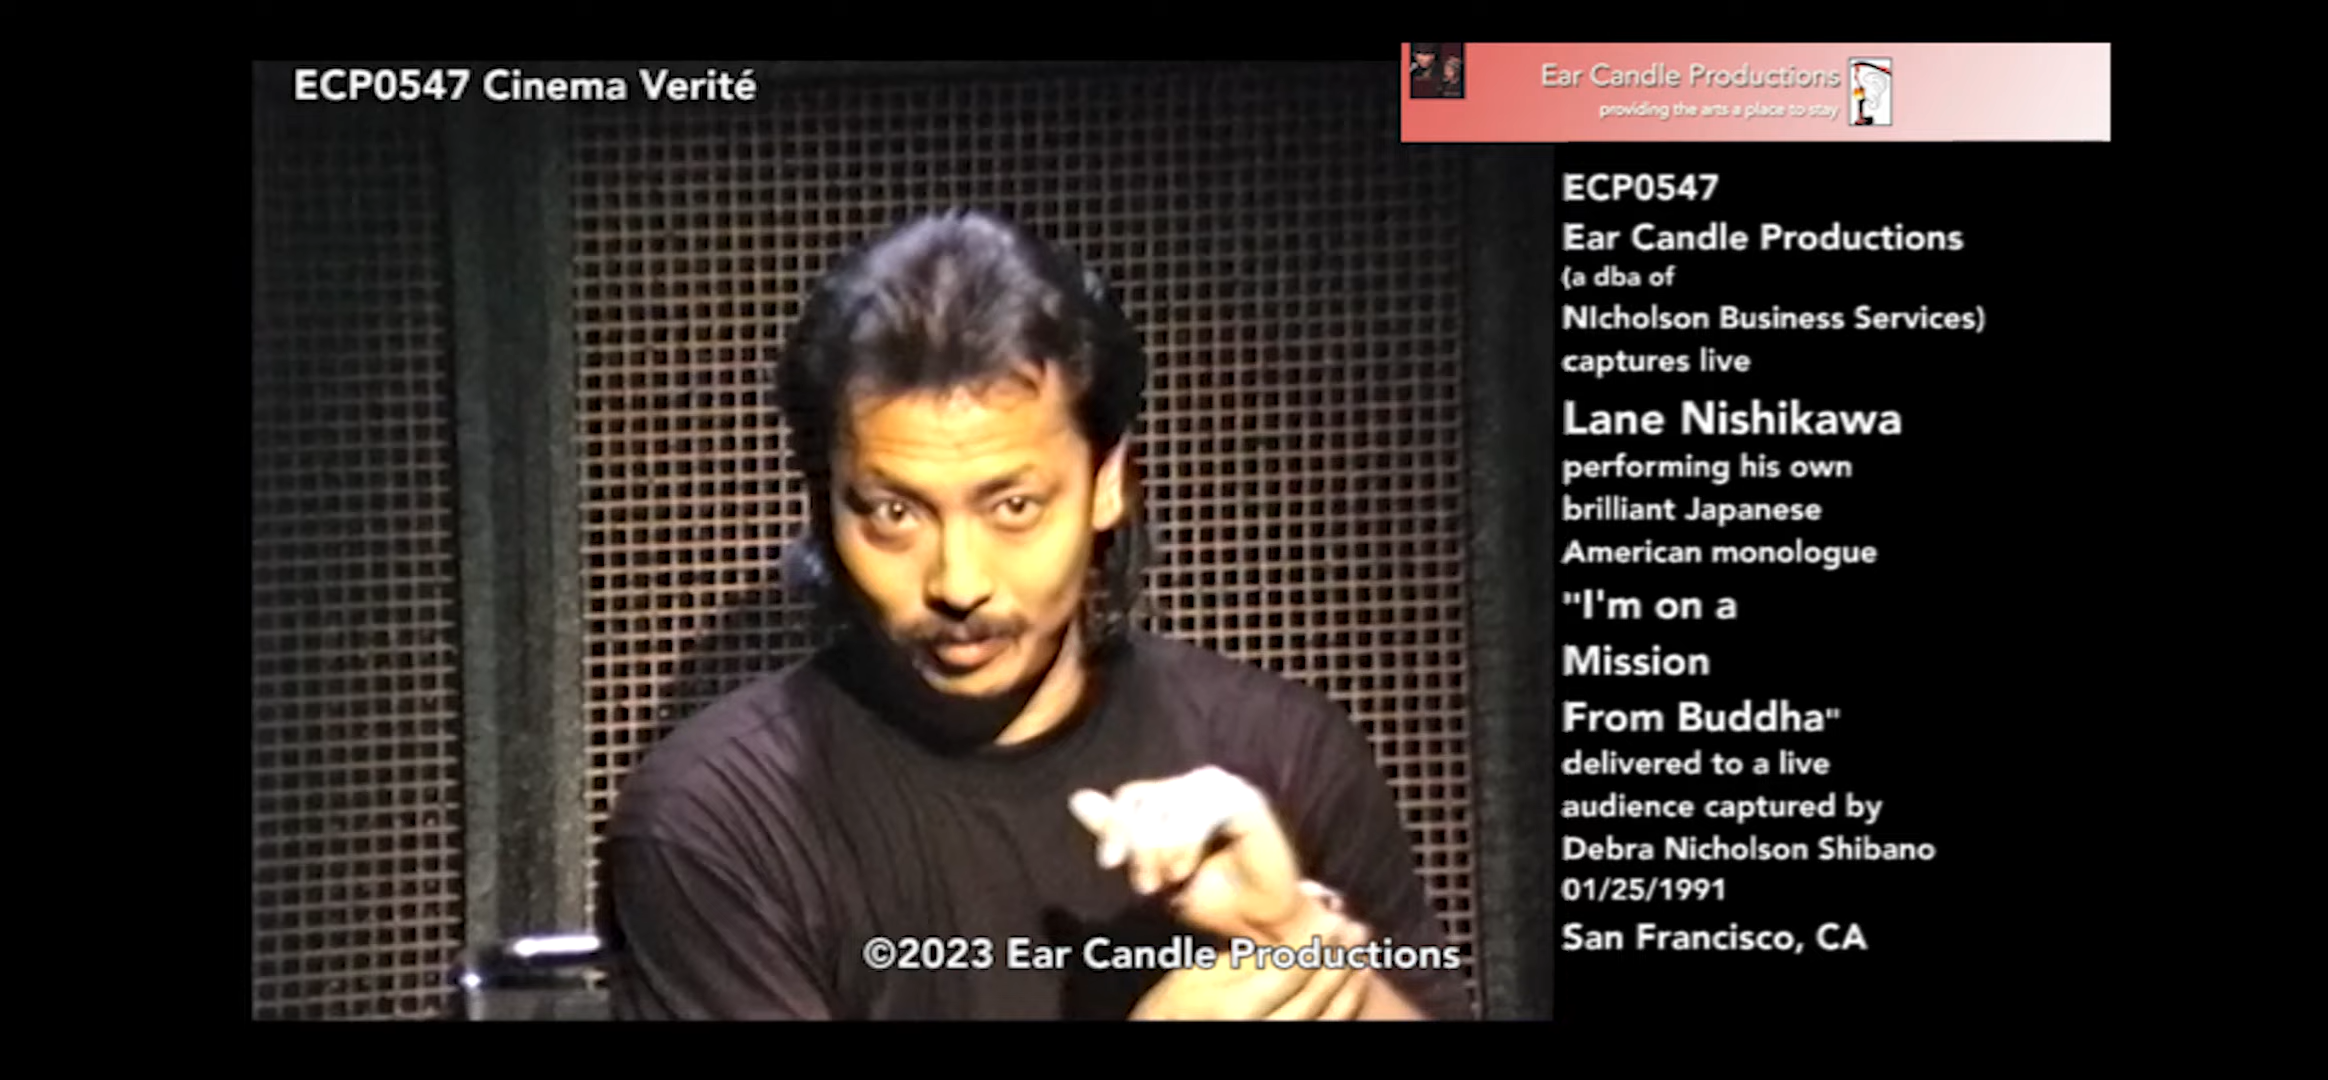 ECP0547 Cinema Verité
Ear Candle Productions
providing the arts a place to stay
ECP0547
Ear Candle Productions
(a dba of
NIcholson Business Services)
captures live
Lane Nishikawa
performing his own
brilliant Japanese
American monologue
"I'm on a
Mission
From Buddha"
delivered to a live
audience captured by
Debra Nicholson Shibano
01/25/1991
San Francisco, CA
©2023 Ear Candle Productions